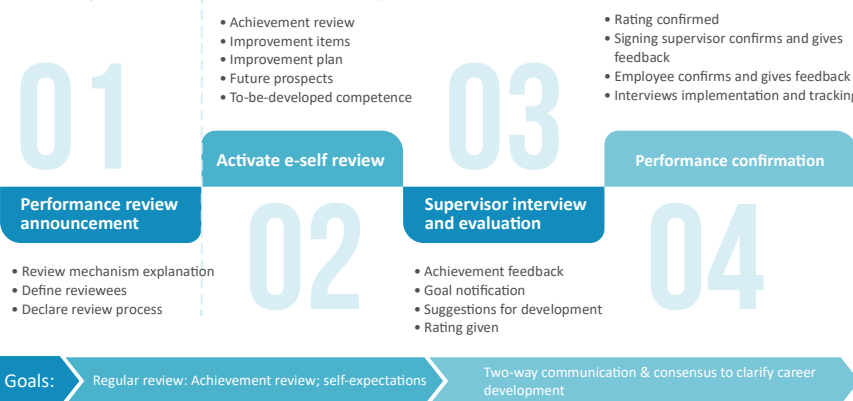 01
Performance review
announcement
• Review mechanism explanation
• Define reviewees
• Declare review process
• Achievement review
• Improvement items
• Improvement plan
• Future prospects
• To-be-developed competence
Activate e-self review
02
03
Supervisor interview
and evaluation
• Achievement feedback
• Goal notification
• Suggestions for development
• Rating given
• Rating confirmed
• Signing supervisor confirms and gives
feedback
• Employee confirms and gives feedback
• Interviews implementation and tracking
Performance confirmation
04
Goals:
Regular review: Achievement review; self-expectations
Two-way communication & consensus to clarify career
development